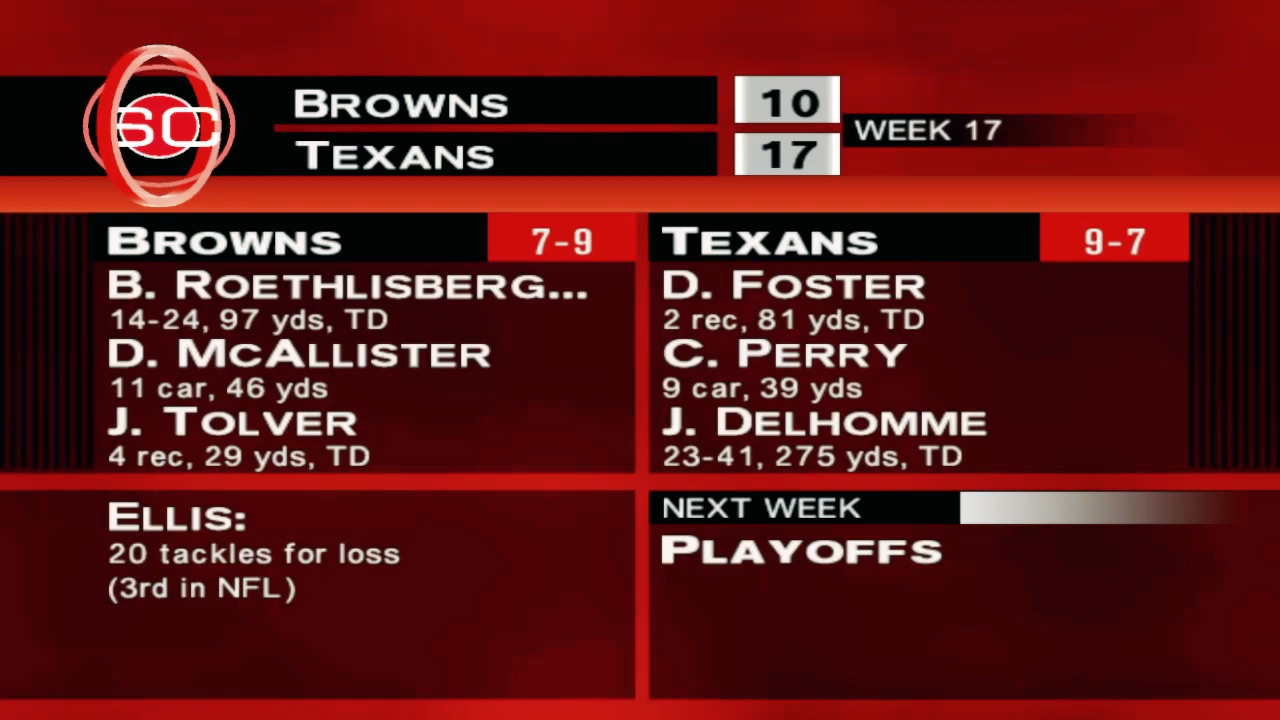 SC
BROWNS 10
TEXANS 17
WEEK 17
BROWNS 7-9
B. ROETHLISBERG...
14-24, 97 yds, TD
D. MCALLISTER
11 car, 46 yds
J. TOLVER
4 rec, 29 yds, TD
TEXANS 9-7
D. FOSTER
2 rec, 81 yds, TD
C. PERRY
9 car, 39 yds
J. DELHOMME
23-41, 275 yds, TD
ELLIS:
20 tackles for loss
(3rd in NFL)
NEXT WEEK
PLAYOFFS